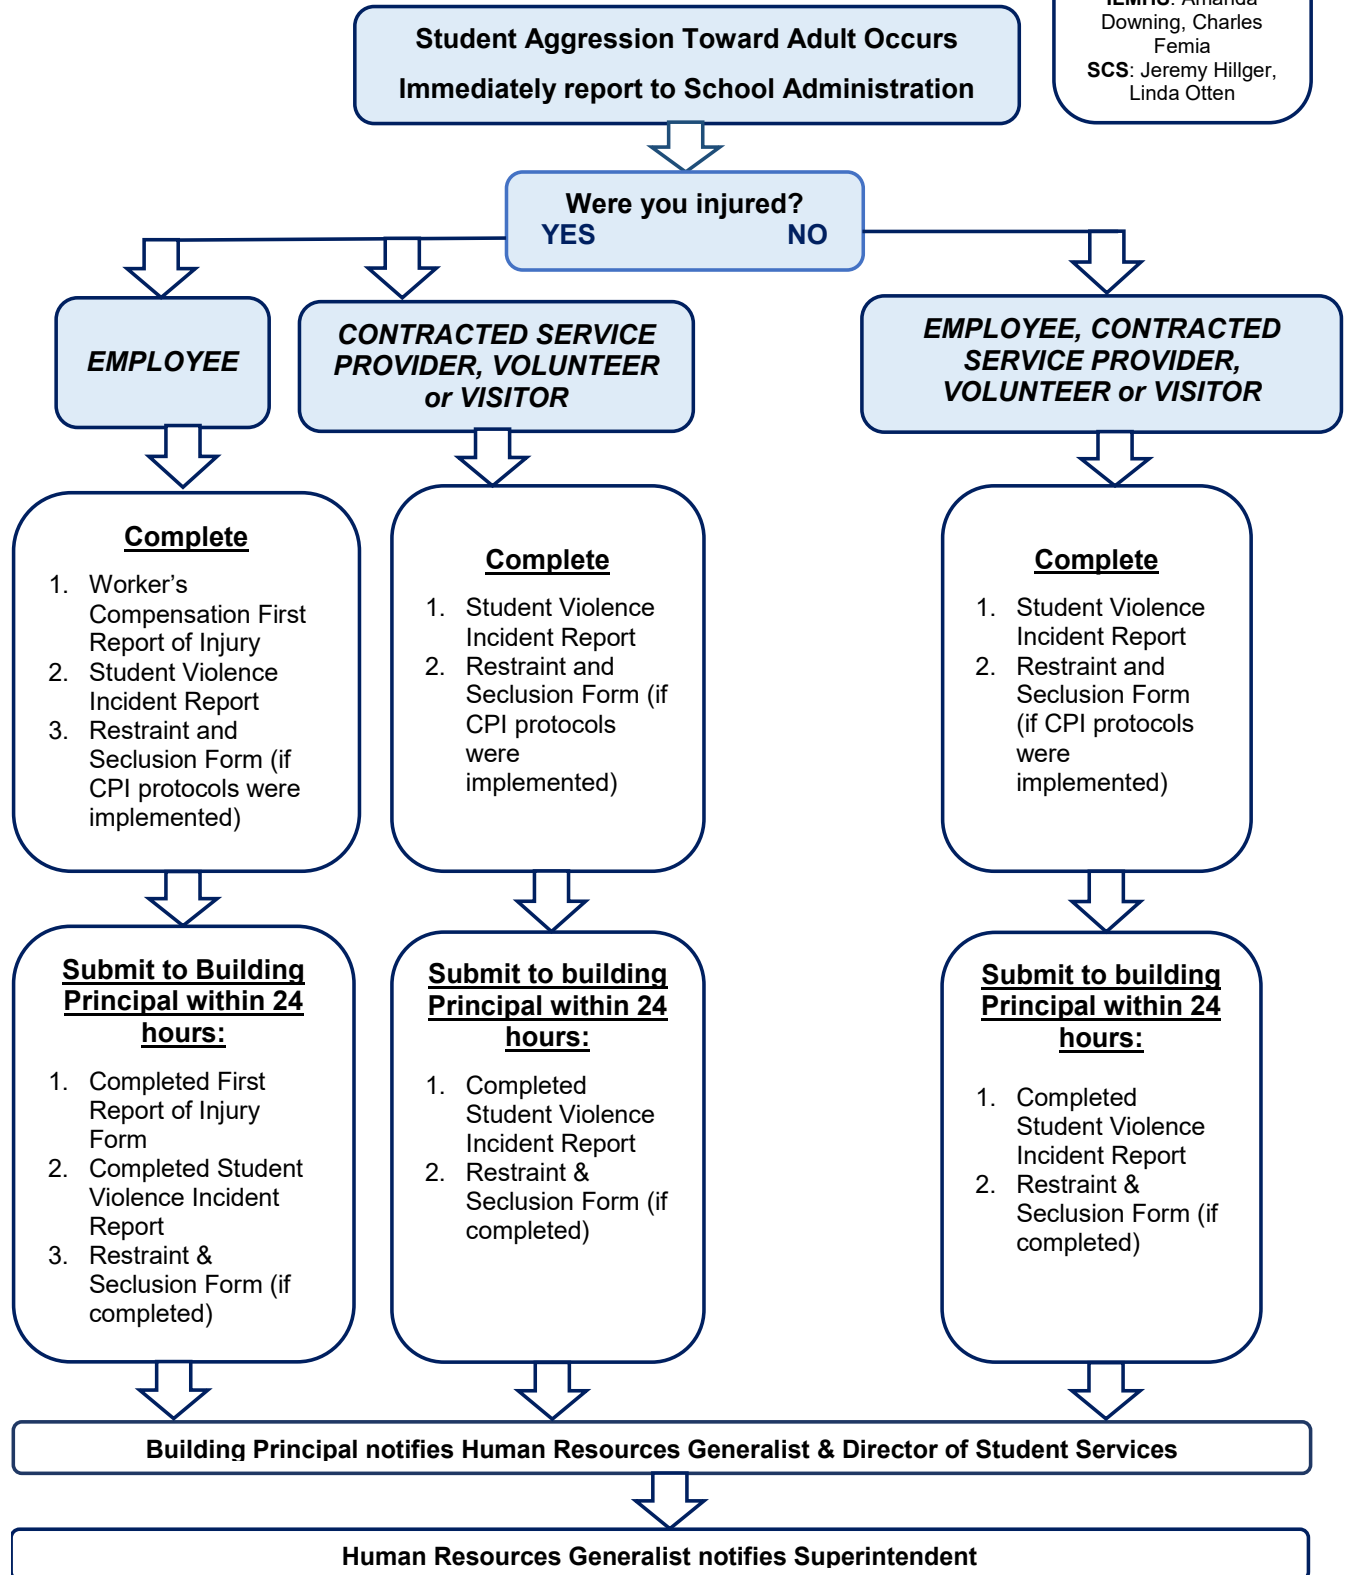 Downing, Charles
Femia
SCS: Jeremy Hillger,
Linda Otten
Student Aggression Toward Adult Occurs
Immediately report to School Administration
Were you injured?
YES NO
EMPLOYEE
CONTRACTED SERVICE
PROVIDER, VOLUNTEER
or VISITOR
EMPLOYEE, CONTRACTED
SERVICE PROVIDER,
VOLUNTEER or VISITOR
Complete
1. Worker’s
Compensation First
Report of Injury
2. Student Violence
Incident Report
3. Restraint and
Seclusion Form (if
CPI protocols were
implemented)
Complete
1. Student Violence
Incident Report
2. Restraint and
Seclusion Form (if
CPI protocols
were
implemented)
Complete
1. Student Violence
Incident Report
2. Restraint and
Seclusion Form
(if CPI protocols
were
implemented)
Submit to Building
Principal within 24
hours:
1. Completed First
Report of Injury
Form
2. Completed Student
Violence Incident
Report
3. Restraint &
Seclusion Form (if
completed)
Submit to building
Principal within 24
hours:
1. Completed
Student Violence
Incident Report
2. Restraint &
Seclusion Form (if
completed)
Submit to building
Principal within 24
hours:
1. Completed
Student Violence
Incident Report
2. Restraint &
Seclusion Form (if
completed)
Building Principal notifies Human Resources Generalist & Director of Student Services
Human Resources Generalist notifies Superintendent